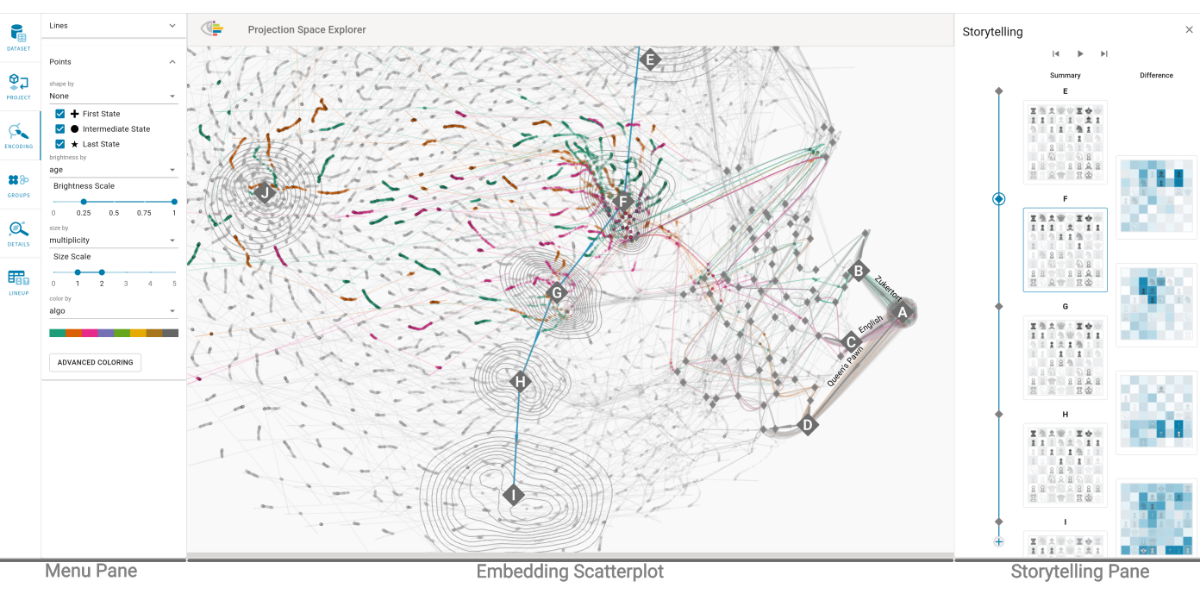 Lines
Projection Space Explorer
Storytelling
DATASET
Points
Summary
Difference
shape by
None
First State
Intermediate State
Last State
PROJECT
brightness by
age
Brightness Scale
0 0.25 0.5 0.75 1
ENCODING
size by
multiplicity
Size Scale
0 1 2 3 4 5
GROUPS
color by
algo
DETAILS
ADVANCED COLORING
LINEUP
E
J
F
G
B
Zukertort
A
English
C
Queen's Pawn
H
D
I
E
F
G
H
I
Menu Pane
Embedding Scatterplot
Storytelling Pane